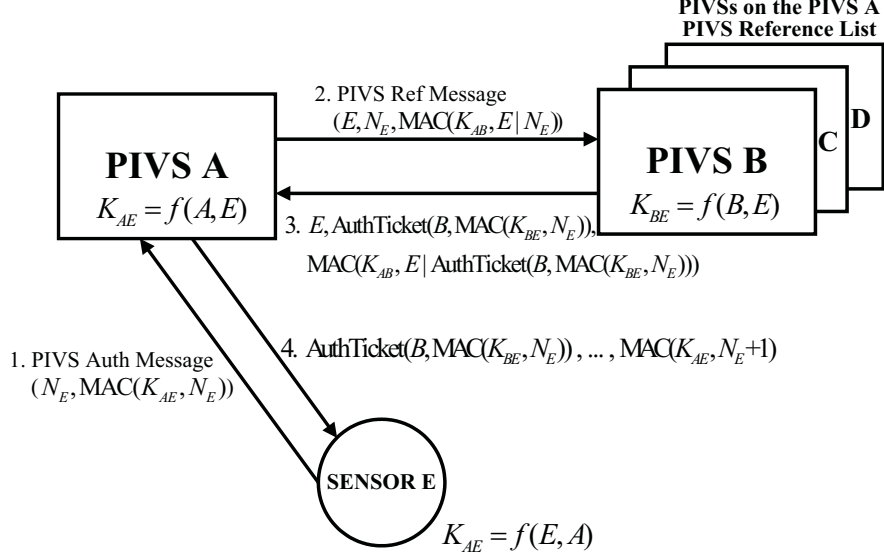 PIVSs on the PIVS A
PIVS Reference List
2. PIVS Ref Message
(E, N_E, MAC(K_AB, E | N_E))
D
C
PIVS A
K_AE = f(A, E)
PIVS B
K_BE = f(B, E)
3. E, AuthTicket(B, MAC(K_BE, N_E)),
MAC(K_AB, E | AuthTicket(B, MAC(K_BE, N_E)))
1. PIVS Auth Message
(N_E, MAC(K_AE, N_E))
4. AuthTicket(B, MAC(K_BE, N_E)) , ... , MAC(K_AE, N_E+1)
SENSOR E
K_AE = f(E, A)